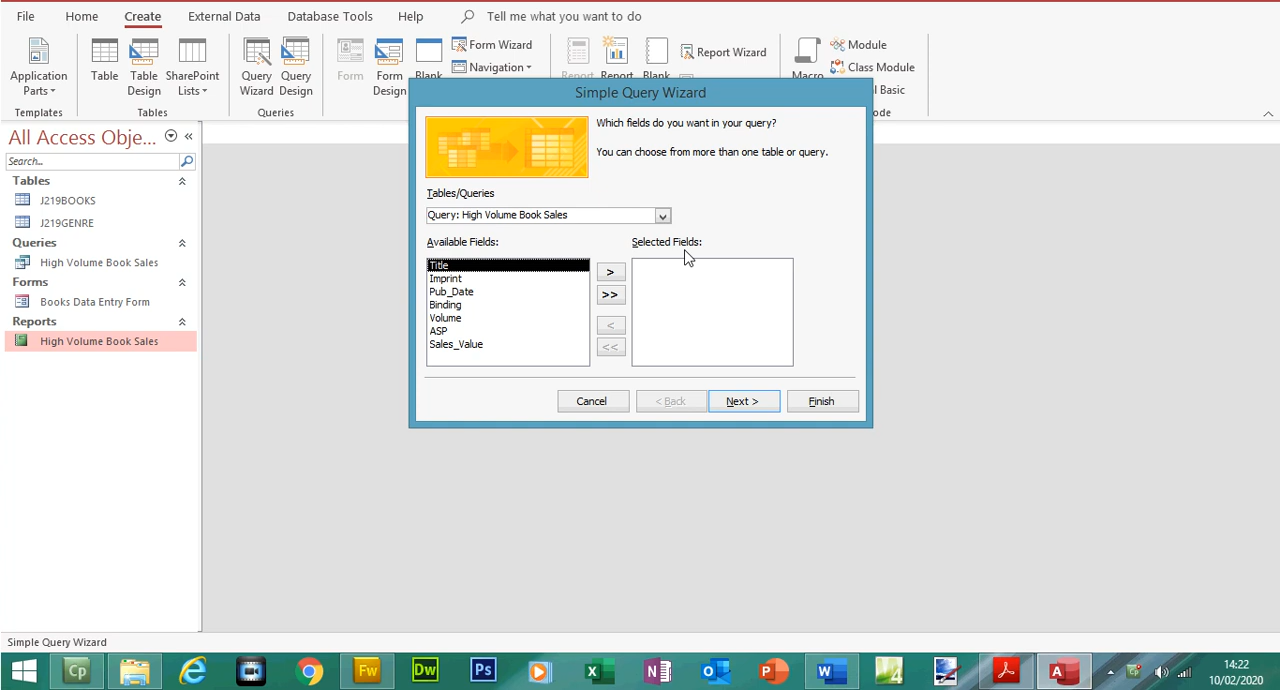 File Home Create External Data Database Tools Help Tell me what you want to do
Application Parts
Table
Table Design
SharePoint Lists
Query Wizard
Query Design
Form
Form Design
Blank
Form Wizard
Navigation
Report
Report
Blank
Report Wizard
Macro
Module
Class Module
l Basic
Templates Tables Queries ode
All Access Obje...
Search...
Tables
J219BOOKS
J219GENRE
Queries
High Volume Book Sales
Forms
Books Data Entry Form
Reports
High Volume Book Sales
Simple Query Wizard
Which fields do you want in your query?
You can choose from more than one table or query.
Tables/Queries
Query: High Volume Book Sales
Available Fields: Selected Fields:
Title
Imprint
Pub_Date
Binding
Volume
ASP
Sales_Value
>
>>
<
<<
Cancel < Back Next > Finish
Simple Query Wizard
Cp Fw Dw Ps X N O P W 4 A
14:22
10/02/2020